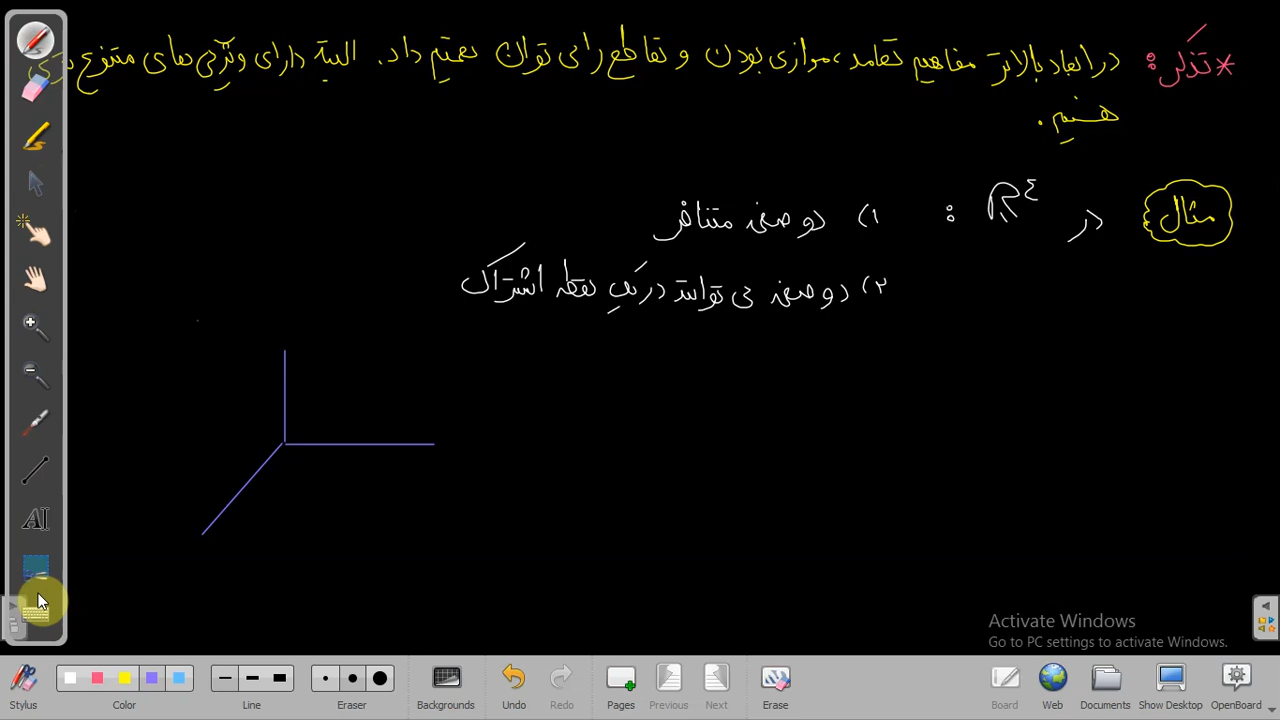 *تذکر: در ابعاد بالاتر مفاهیم تعامد، موازی بودن و تقاطع را می توان تعمیم داد. البته دارای ویژگی های متنوع تری
هستیم.
مثال در R⁴ : ۱) دو صفحه متنافر
۲) دو صفحه می توانند در یک نقطه اشتراک
Activate Windows
Go to PC settings to activate Windows.
Stylus Color Line Eraser Backgrounds Undo Redo Pages Previous Next Erase Board Web Documents Show Desktop OpenBoard